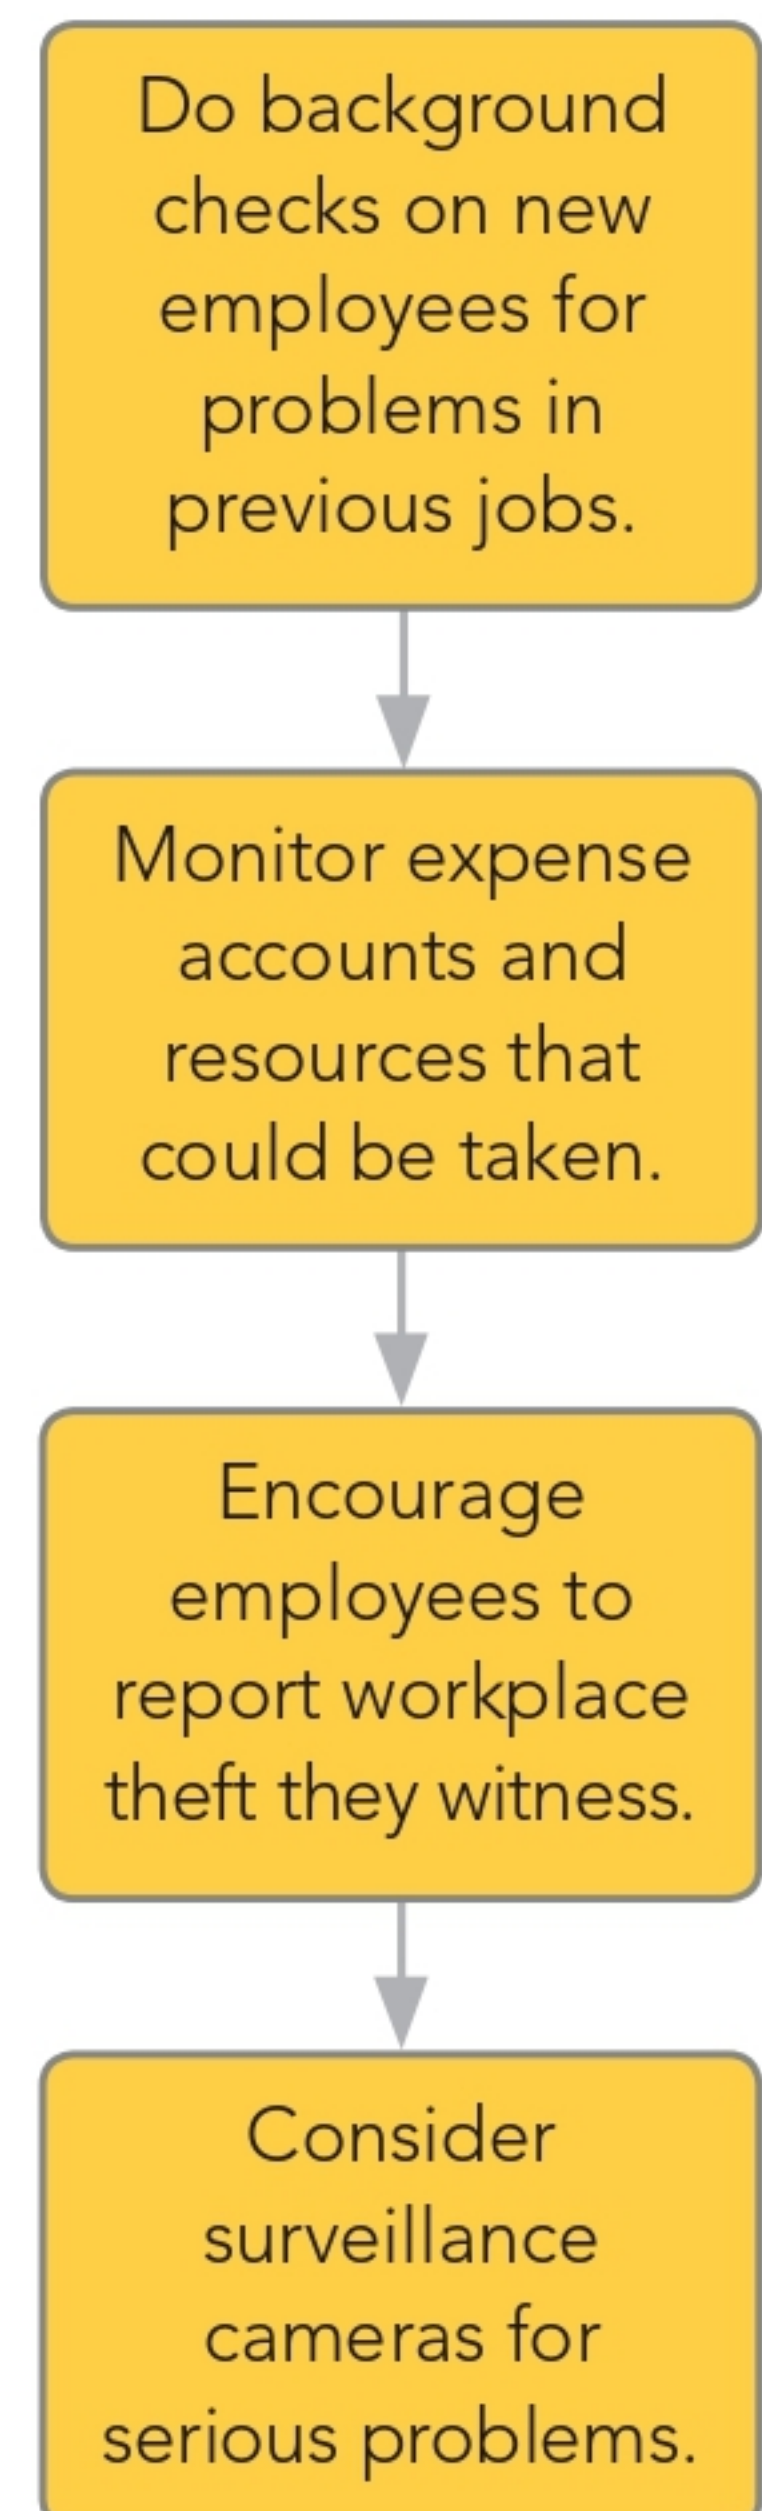 Do background
checks on new
employees for
problems in
previous jobs.
Monitor expense
accounts and
resources that
could be taken.
Encourage
employees to
report workplace
theft they witness.
Consider
surveillance
cameras for
serious problems.